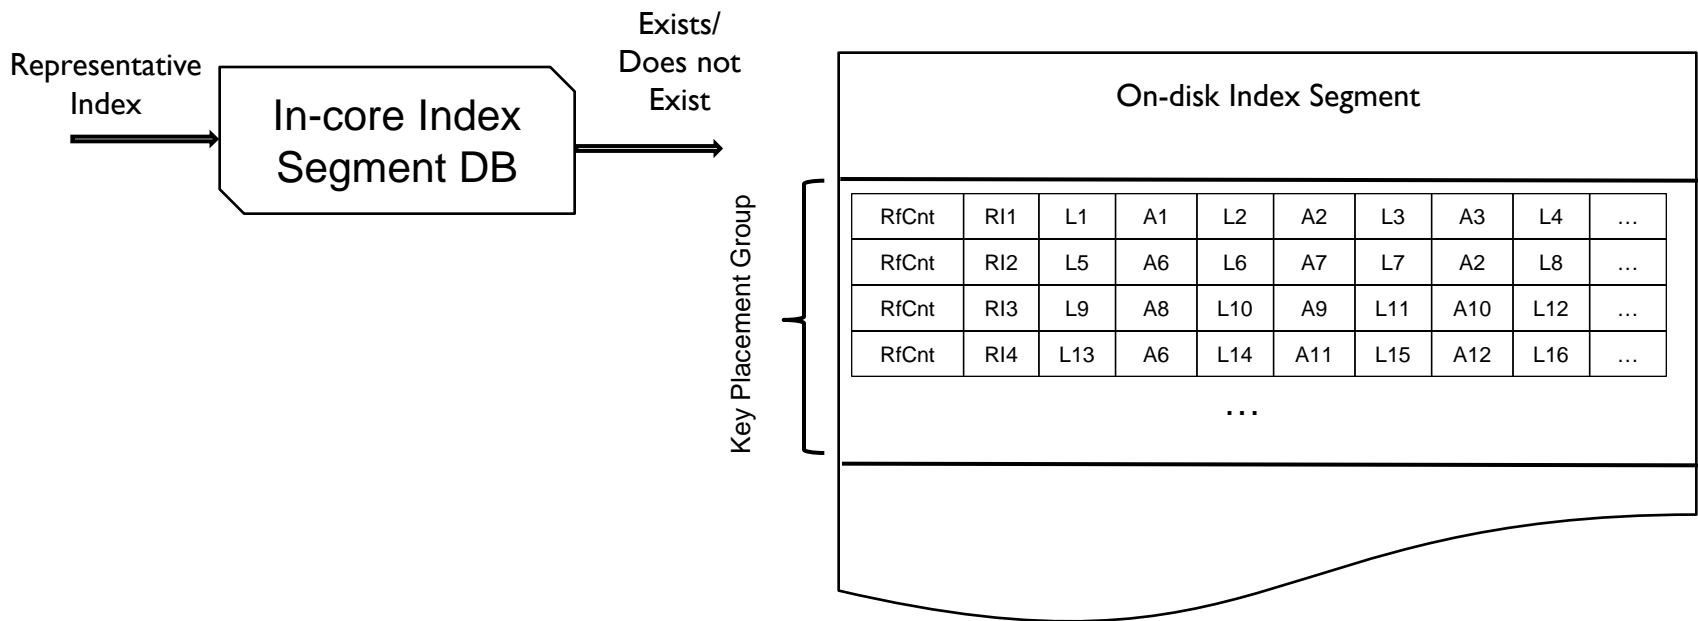 Representative
Index
In-core Index
Segment DB
Exists/
Does not
Exist
On-disk Index Segment
Key Placement Group
RfCnt RI1 L1 A1 L2 A2 L3 A3 L4 …
RfCnt RI2 L5 A6 L6 A7 L7 A2 L8 …
RfCnt RI3 L9 A8 L10 A9 L11 A10 L12 …
RfCnt RI4 L13 A6 L14 A11 L15 A12 L16 …
…